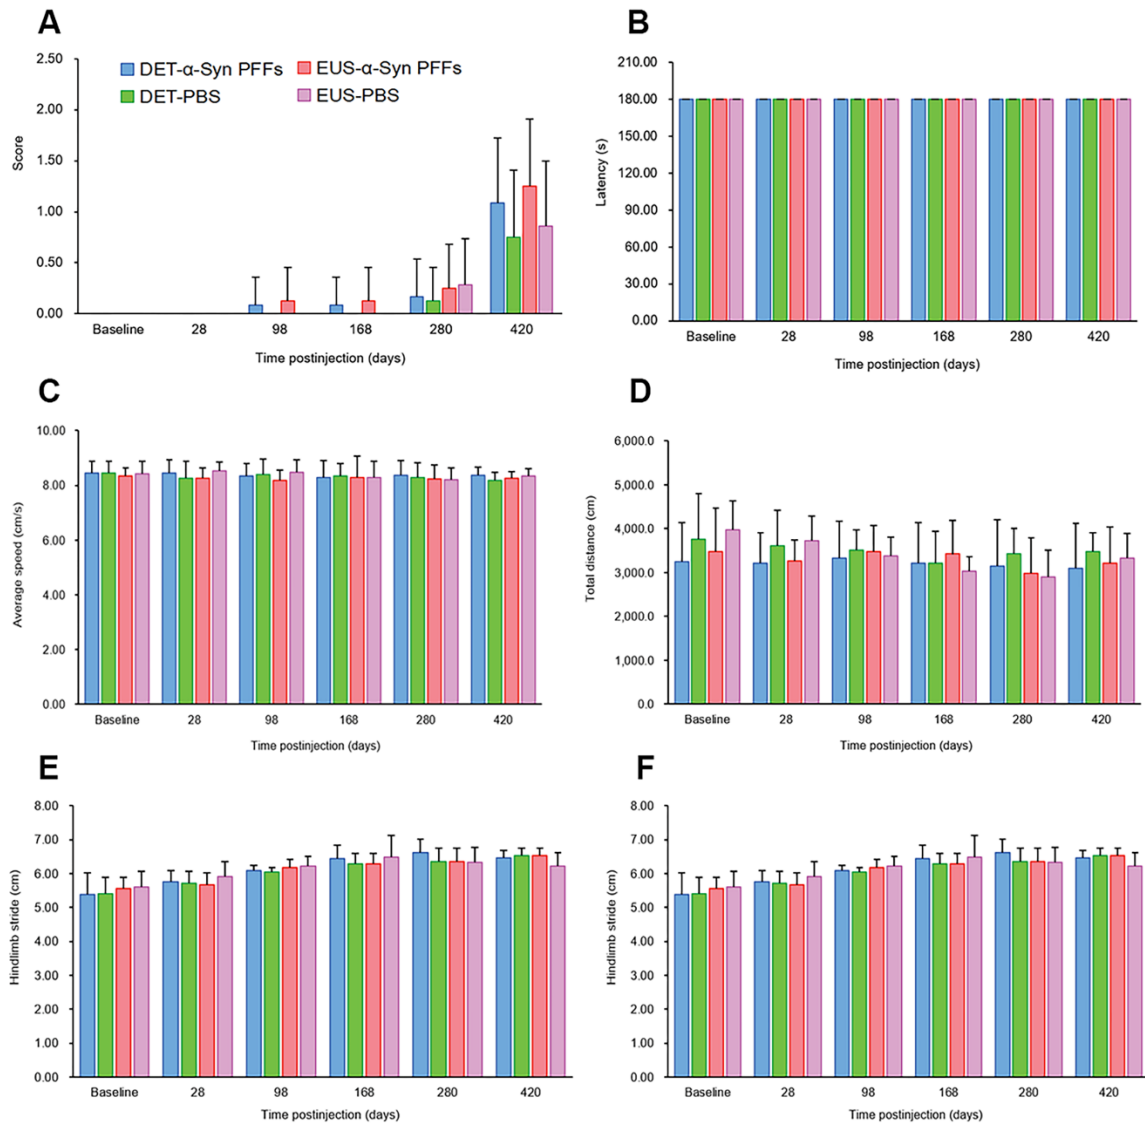 A
2.50
2.00
1.50
1.00
0.50
0.00
Score
DET-α-Syn PFFs EUS-α-Syn PFFs
DET-PBS EUS-PBS
Baseline 28 98 168 280 420
Time postinjection (days)
B
210.00
180.00
150.00
120.00
90.00
60.00
30.00
0.00
Latency (s)
Baseline 28 98 168 280 420
Time postinjection (days)
C
10.00
8.00
6.00
4.00
2.00
0.00
Average speed (cm/s)
Baseline 28 98 168 280 420
Time postinjection (days)
D
6,000.0
5,000.0
4,000.0
3,000.0
2,000.0
1,000.0
0.0
Total distance (cm)
Baseline 28 98 168 280 420
Time postinjection (days)
E
8.00
7.00
6.00
5.00
4.00
3.00
2.00
1.00
0.00
Hindlimb stride (cm)
Baseline 28 98 168 280 420
Time postinjection (days)
F
8.00
7.00
6.00
5.00
4.00
3.00
2.00
1.00
0.00
Hindlimb stride (cm)
Baseline 28 98 168 280 420
Time postinjection (days)